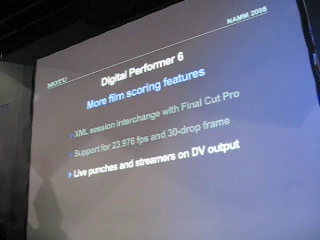 MOTU
NAMM 2008
Digital Performer 6
More film scoring features
XML session interchange with Final Cut Pro
Support for 23.976 fps and 30-drop frame
Live punches and streamers on DV output